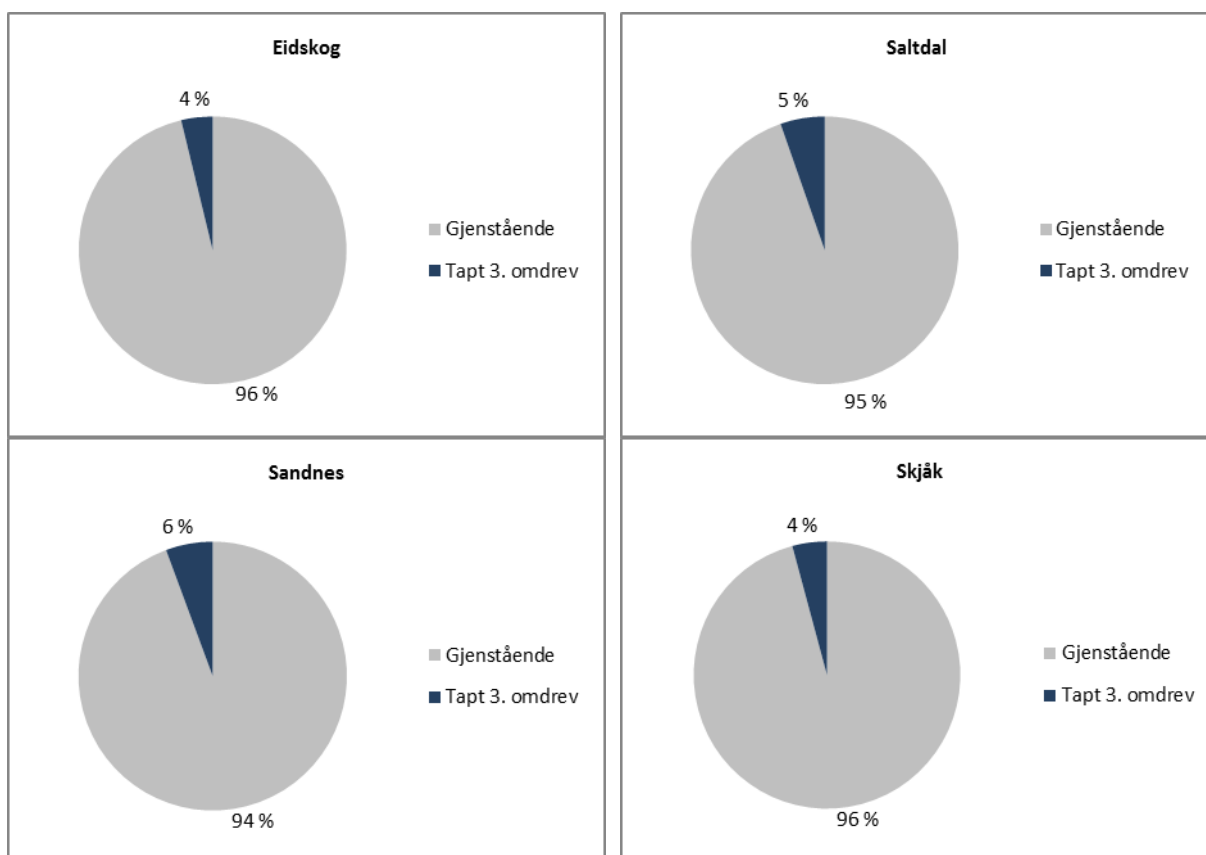 Eidskog
4 %
Gjenstående
Tapt 3. omdrev
96 %
Saltdal
5 %
Gjenstående
Tapt 3. omdrev
95 %
Sandnes
6 %
Gjenstående
Tapt 3. omdrev
94 %
Skjåk
4 %
Gjenstående
Tapt 3. omdrev
96 %